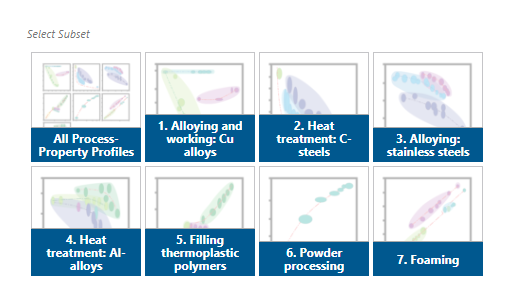 Select Subset
All Process-
Property Profiles
1. Alloying and
working: Cu
alloys
2. Heat
treatment: C-
steels
3. Alloying:
stainless steels
4. Heat
treatment: Al-
alloys
5. Filling
thermoplastic
polymers
6. Powder
processing
7. Foaming